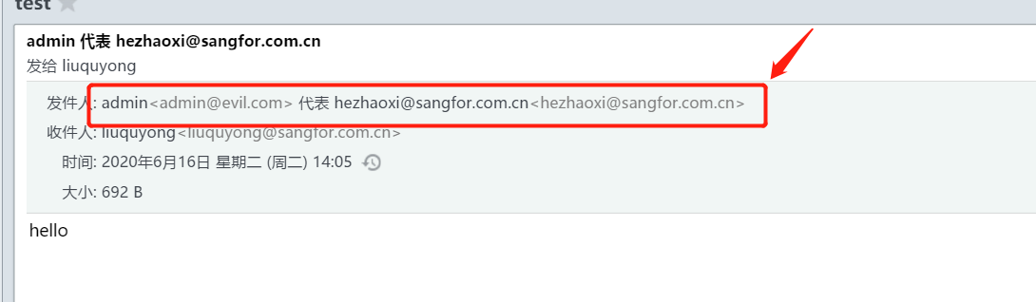 test
admin 代表 hezhaoxi@sangfor.com.cn
发给 liuquyong
发件人: admin<admin@evil.com> 代表 hezhaoxi@sangfor.com.cn<hezhaoxi@sangfor.com.cn>
收件人: liuquyong<liuquyong@sangfor.com.cn>
时间: 2020年6月16日 星期二 (周二) 14:05
大小: 692 B
hello